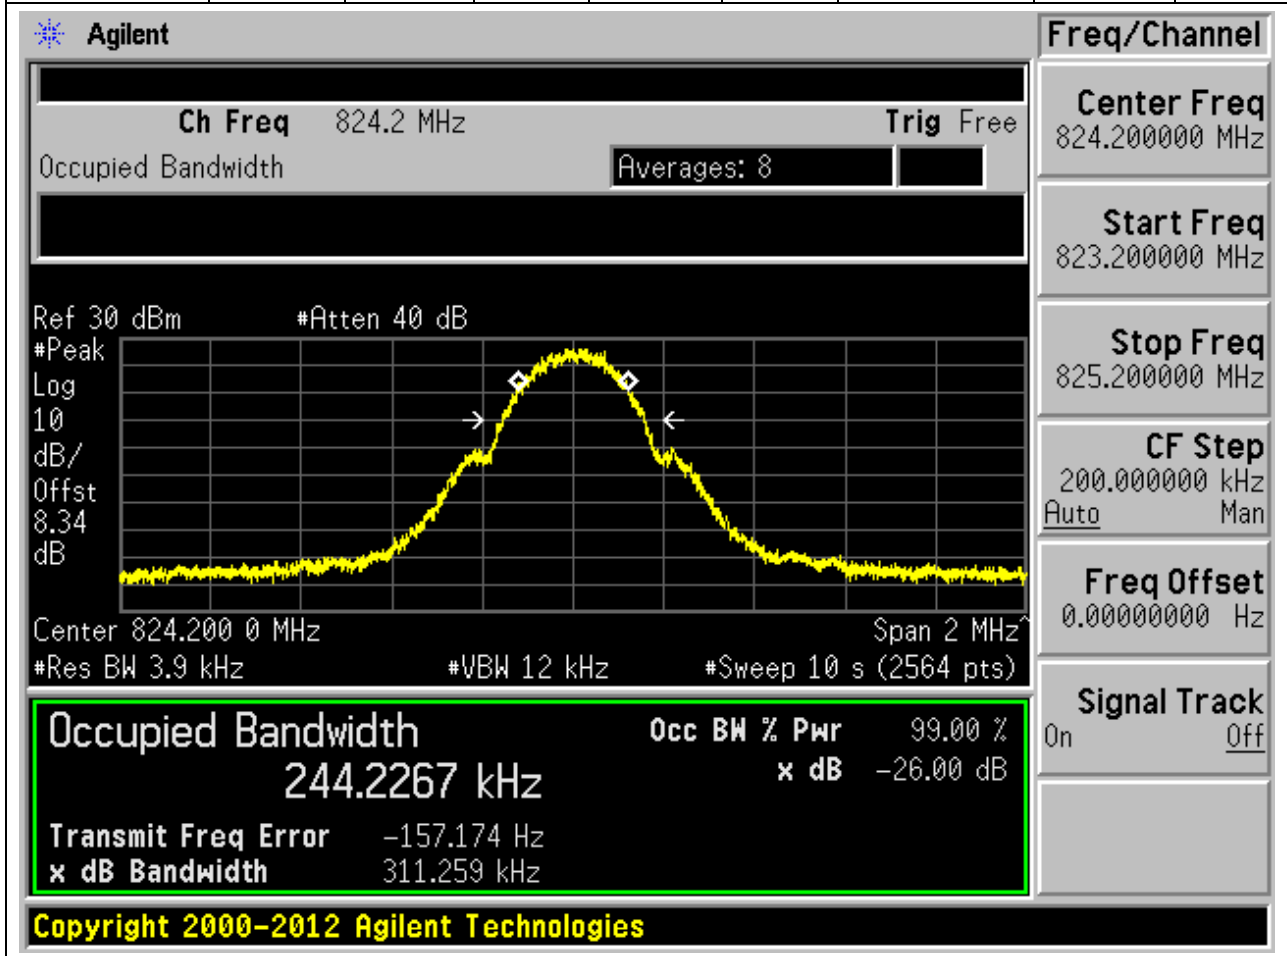 Agilent
Freq/Channel
Ch Freq 824.2 MHz Trig Free
Occupied Bandwidth Averages: 8
Center Freq
824.200000 MHz
Start Freq
823.200000 MHz
Stop Freq
825.200000 MHz
CF Step
200.000000 kHz
Auto Man
Freq Offset
0.00000000 Hz
Signal Track
On Off
Ref 30 dBm #Atten 40 dB
#Peak
Log
10
dB/
Offst
8.34
dB
Center 824.200 0 MHz Span 2 MHz^
#Res BW 3.9 kHz #VBW 12 kHz #Sweep 10 s (2564 pts)
Occupied Bandwidth
244.2267 kHz
Occ BW % Pwr 99.00 %
x dB -26.00 dB
Transmit Freq Error -157.174 Hz
x dB Bandwidth 311.259 kHz
Copyright 2000-2012 Agilent Technologies